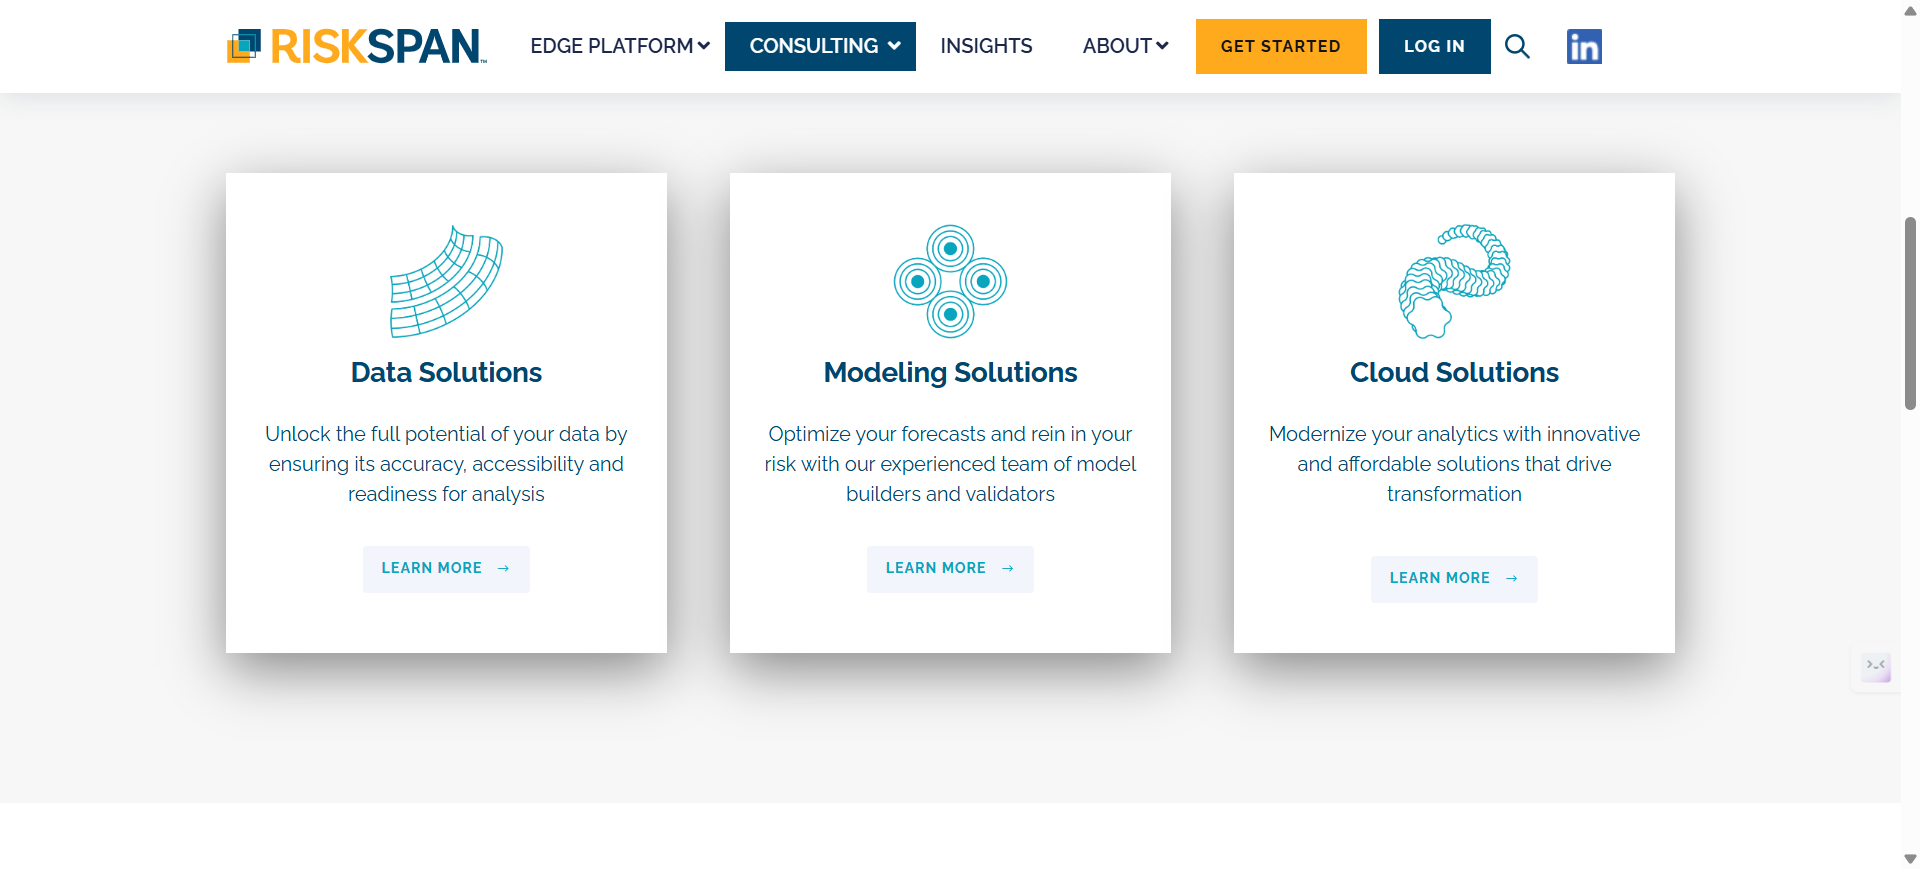 RISKSPAN™
EDGE PLATFORM
CONSULTING
INSIGHTS
ABOUT
GET STARTED
LOG IN
in
Data Solutions
Unlock the full potential of your data by
ensuring its accuracy, accessibility and
readiness for analysis
LEARN MORE →
Modeling Solutions
Optimize your forecasts and rein in your
risk with our experienced team of model
builders and validators
LEARN MORE →
Cloud Solutions
Modernize your analytics with innovative
and affordable solutions that drive
transformation
LEARN MORE →